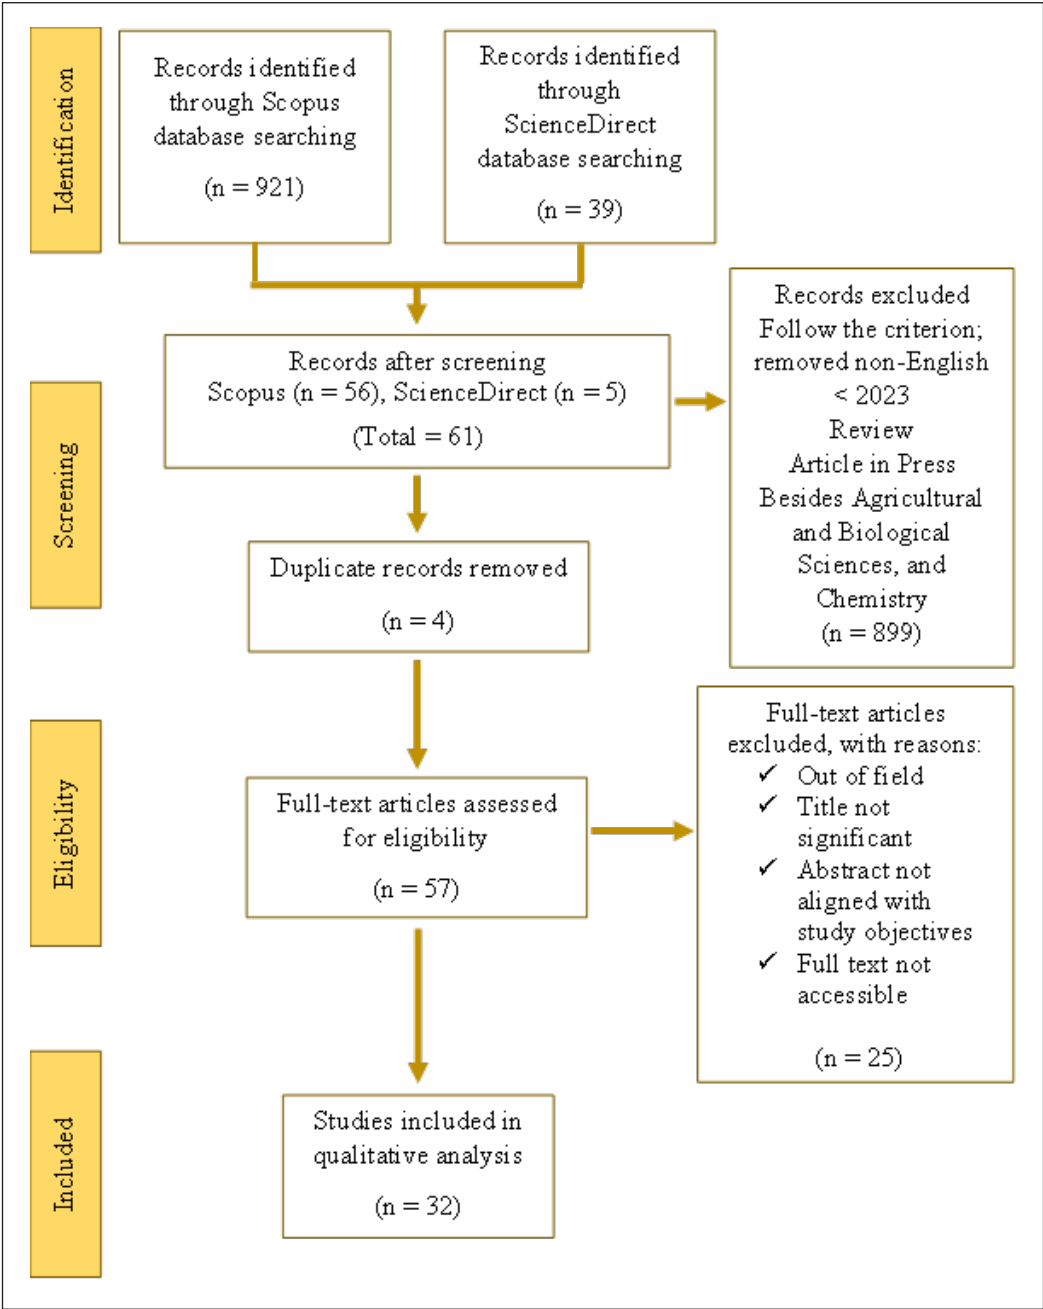 Identification
Records identified
through Scopus
database searching
(n = 921)
Records identified
through
ScienceDirect
database searching
(n = 39)
Records excluded
Follow the criterion;
removed non-English
< 2023
Review
Article in Press
Besides Agricultural
and Biological
Sciences, and
Chemistry
(n = 899)
Screening
Records after screening
Scopus (n = 56), ScienceDirect (n = 5)
(Total = 61)
Duplicate records removed
(n = 4)
Eligibility
Full-text articles assessed
for eligibility
(n = 57)
Full-text articles
excluded, with reasons:
✓ Out of field
✓ Title not
significant
✓ Abstract not
aligned with
study objectives
✓ Full text not
accessible
(n = 25)
Included
Studies included in
qualitative analysis
(n = 32)